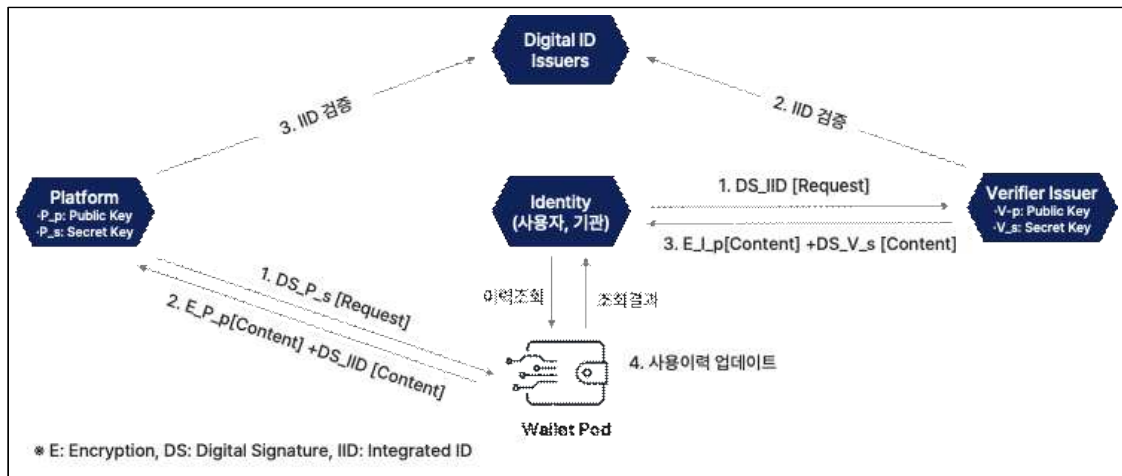 Digital ID
Issuers
3. IID 검증
2. IID 검증
Platform
-P_p: Public Key
-P_s: Secret Key
Identity
(사용자, 기관)
1. DS_IID [Request]
3. E_I_p[Content] +DS_V_s [Content]
Verifier Issuer
-V-p: Public Key
-V_s: Secret Key
1. DS_P_s [Request]
2. E_P_p[Content] +DS_IID [Content]
이력조회
조회결과
4. 사용이력 업데이트
Wallet Pod
※ E: Encryption, DS: Digital Signature, IID: Integrated ID